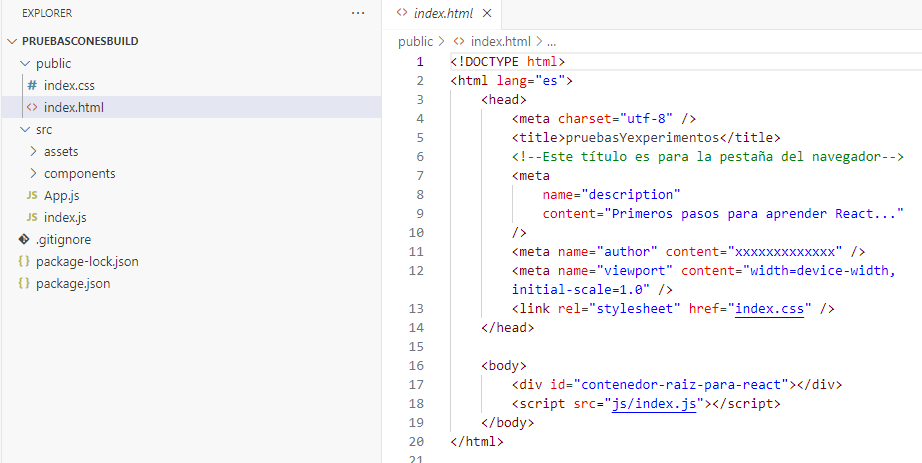 EXPLORER ...
PRUEBASCONESBUILD
public
# index.css
<> index.html
src
assets
components
JS App.js
JS index.js
.gitignore
{} package-lock.json
{} package.json
<> index.html ×
public > <> index.html > ...
1 <!DOCTYPE html>
2 <html lang="es">
3 <head>
4 <meta charset="utf-8" />
5 <title>pruebasYexperimentos</title>
6 <!--Este título es para la pestaña del navegador-->
7 <meta
8 name="description"
9 content="Primeros pasos para aprender React..."
10 />
11 <meta name="author" content="xxxxxxxxxxxxx" />
12 <meta name="viewport" content="width=device-width,
initial-scale=1.0" />
13 <link rel="stylesheet" href="index.css" />
14 </head>
15
16 <body>
17 <div id="contenedor-raiz-para-react"></div>
18 <script src="js/index.js"></script>
19 </body>
20 </html>
21